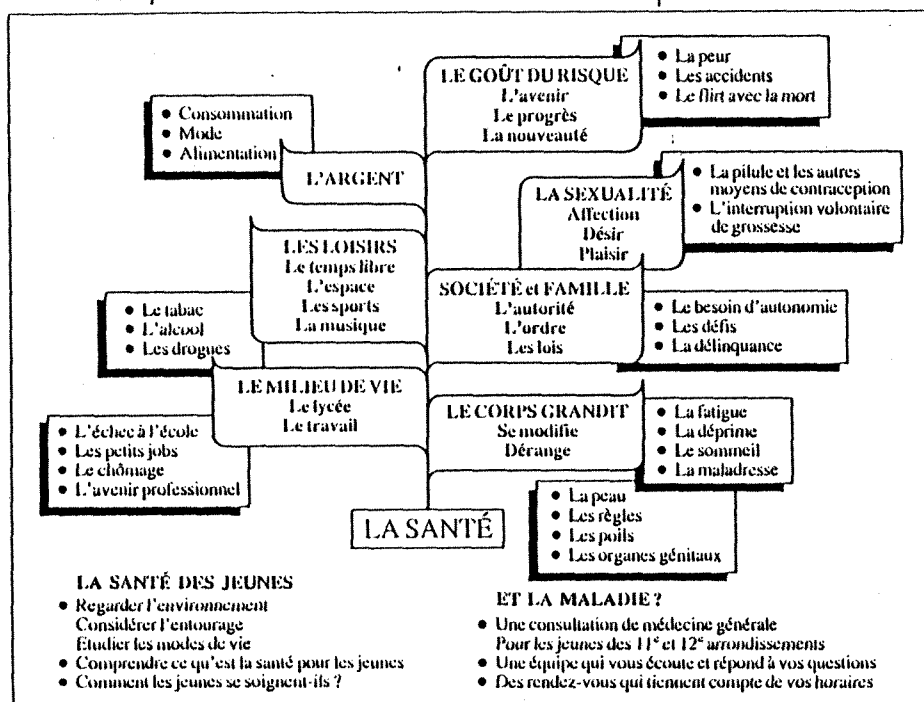 LE GOÛT DU RISQUE
L'avenir
Le progrès
La nouveauté
• La peur
• Les accidents
• Le flirt avec la mort
• Consommation
• Mode
• Alimentation
L'ARGENT
LA SEXUALITÉ
Affection
Désir
Plaisir
• La pilule et les autres
moyens de contraception
• L'interruption volontaire
de grossesse
LES LOISIRS
Le temps libre
L'espace
Les sports
La musique
• Le tabac
• L'alcool
• Les drogues
SOCIÉTÉ et FAMILLE
L'autorité
L'ordre
Les lois
• Le besoin d'autonomie
• Les défis
• La délinquance
LE MILIEU DE VIE
Le lycée
Le travail
• L'échec à l'école
• Les petits jobs
• Le chômage
• L'avenir professionnel
LE CORPS GRANDIT
Se modifie
Dérange
• La fatigue
• La déprime
• Le sommeil
• La maladresse
• La peau
• Les règles
• Les poils
• Les organes génitaux
LA SANTÉ
LA SANTÉ DES JEUNES
• Regarder l'environnement
Considérer l'entourage
Etudier les modes de vie
• Comprendre ce qu'est la santé pour les jeunes
• Comment les jeunes se soignent-ils ?
ET LA MALADIE ?
• Une consultation de médecine générale
Pour les jeunes des 11e et 12e arrondissements
• Une équipe qui vous écoute et répond à vos questions
• Des rendez-vous qui tiennent compte de vos horaires